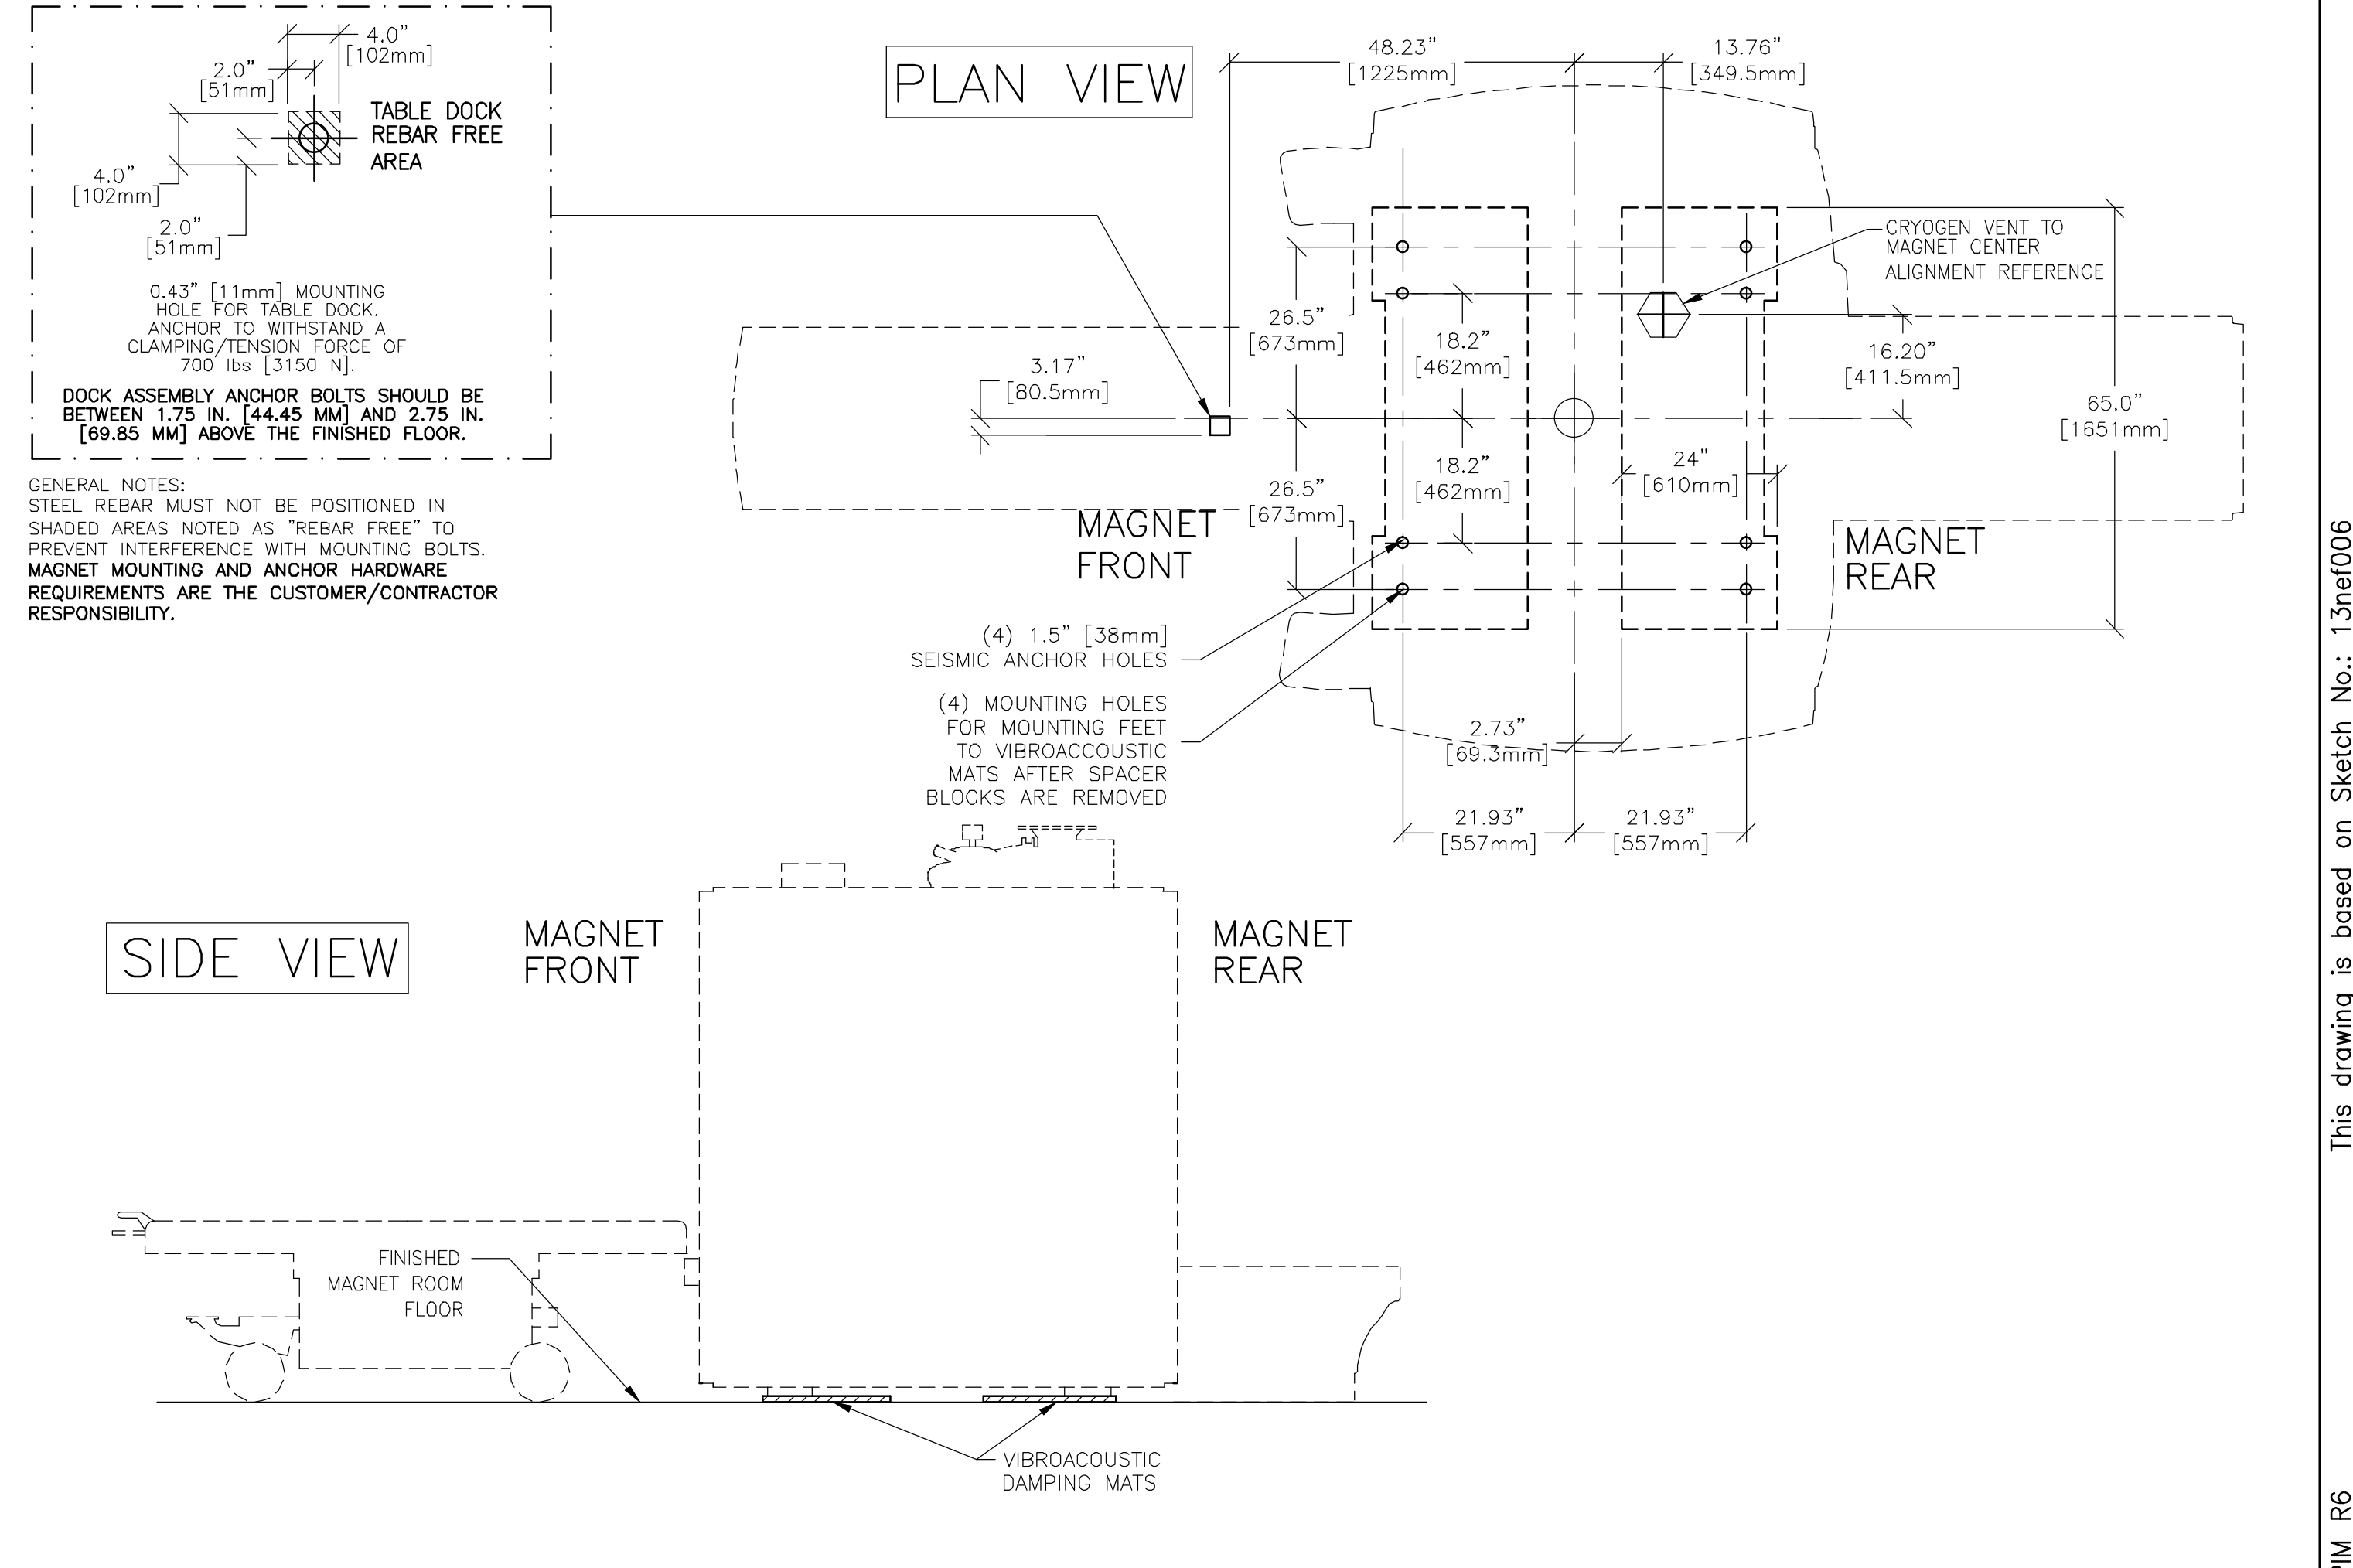 4.0"
[102mm]
2.0"
[51mm]
TABLE DOCK
REBAR FREE
AREA
4.0"
[102mm]
2.0"
[51mm]
0.43" [11mm] MOUNTING
HOLE FOR TABLE DOCK.
ANCHOR TO WITHSTAND A
CLAMPING/TENSION FORCE OF
700 lbs [3150 N].
DOCK ASSEMBLY ANCHOR BOLTS SHOULD BE
BETWEEN 1.75 IN. [44.45 MM] AND 2.75 IN.
[69.85 MM] ABOVE THE FINISHED FLOOR.
GENERAL NOTES:
STEEL REBAR MUST NOT BE POSITIONED IN
SHADED AREAS NOTED AS "REBAR FREE" TO
PREVENT INTERFERENCE WITH MOUNTING BOLTS.
MAGNET MOUNTING AND ANCHOR HARDWARE
REQUIREMENTS ARE THE CUSTOMER/CONTRACTOR
RESPONSIBILITY.
PLAN VIEW
48.23"
[1225mm]
13.76"
[349.5mm]
CRYOGEN VENT TO
MAGNET CENTER
ALIGNMENT REFERENCE
26.5"
[673mm]
18.2"
[462mm]
16.20"
[411.5mm]
3.17"
[80.5mm]
65.0"
[1651mm]
26.5"
[673mm]
18.2"
[462mm]
24"
[610mm]
MAGNET
FRONT
MAGNET
REAR
(4) 1.5" [38mm]
SEISMIC ANCHOR HOLES
(4) MOUNTING HOLES
FOR MOUNTING FEET
TO VIBROACCOUSTIC
MATS AFTER SPACER
BLOCKS ARE REMOVED
2.73"
[69.3mm]
21.93"
[557mm]
21.93"
[557mm]
SIDE VIEW
MAGNET
FRONT
MAGNET
REAR
FINISHED
MAGNET ROOM
FLOOR
VIBROACOUSTIC
DAMPING MATS
This drawing is based on Sketch No.: 13nef006
PIM R6